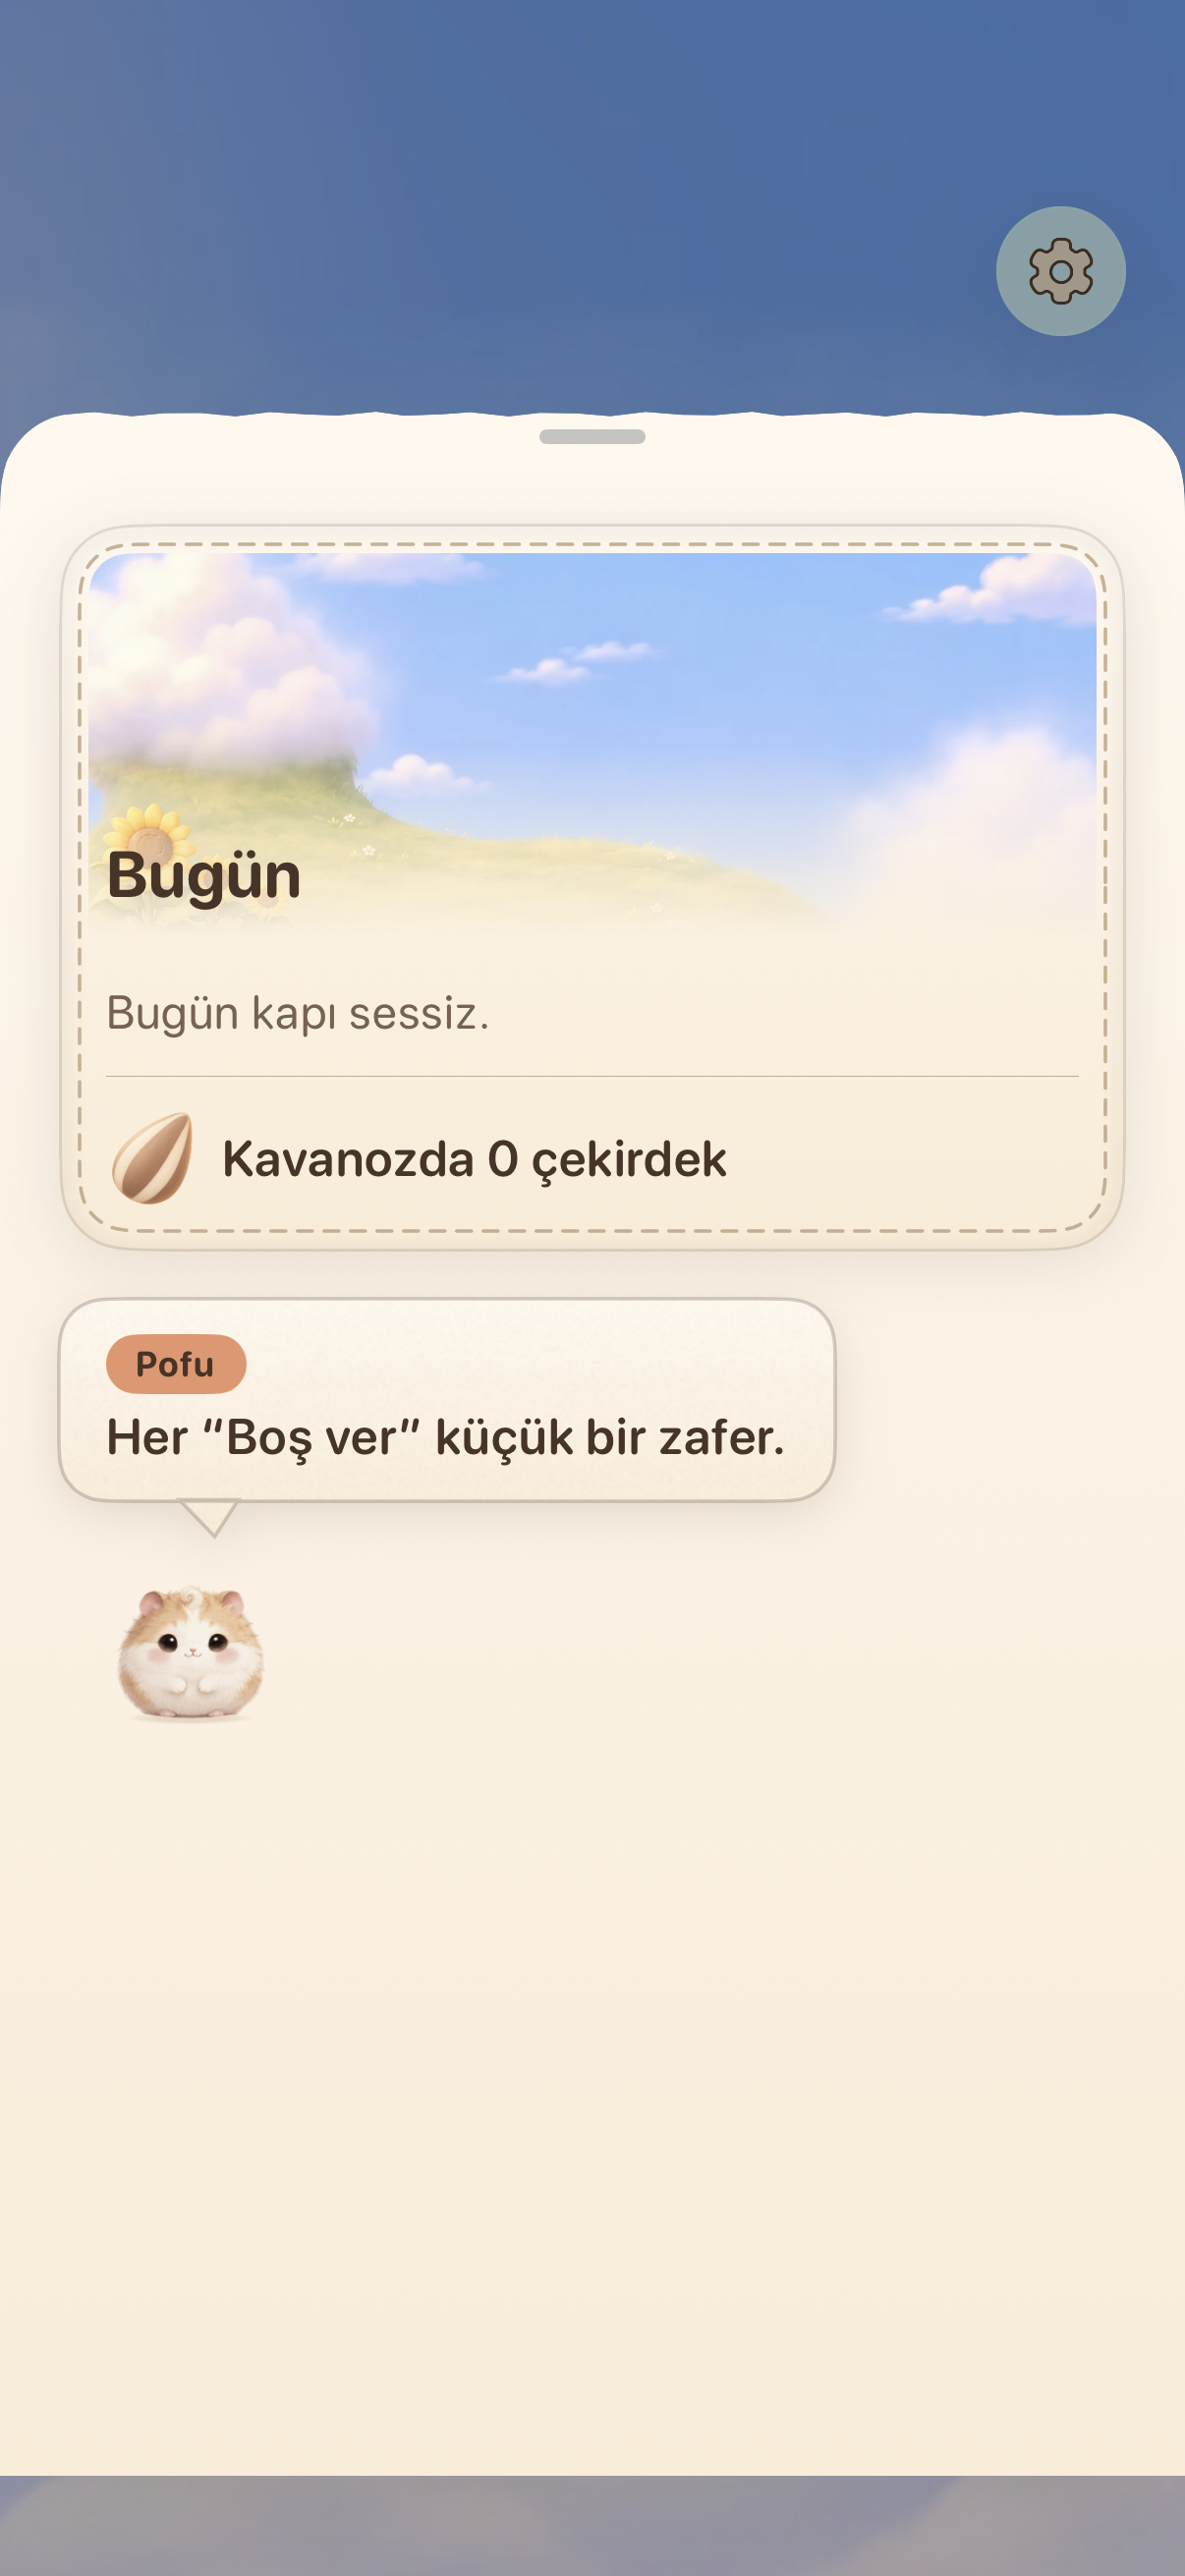 Bugün
Bugün kapı sessiz.
Kavanozda 0 çekirdek
Pofu
Her “Boş ver” küçük bir zafer.